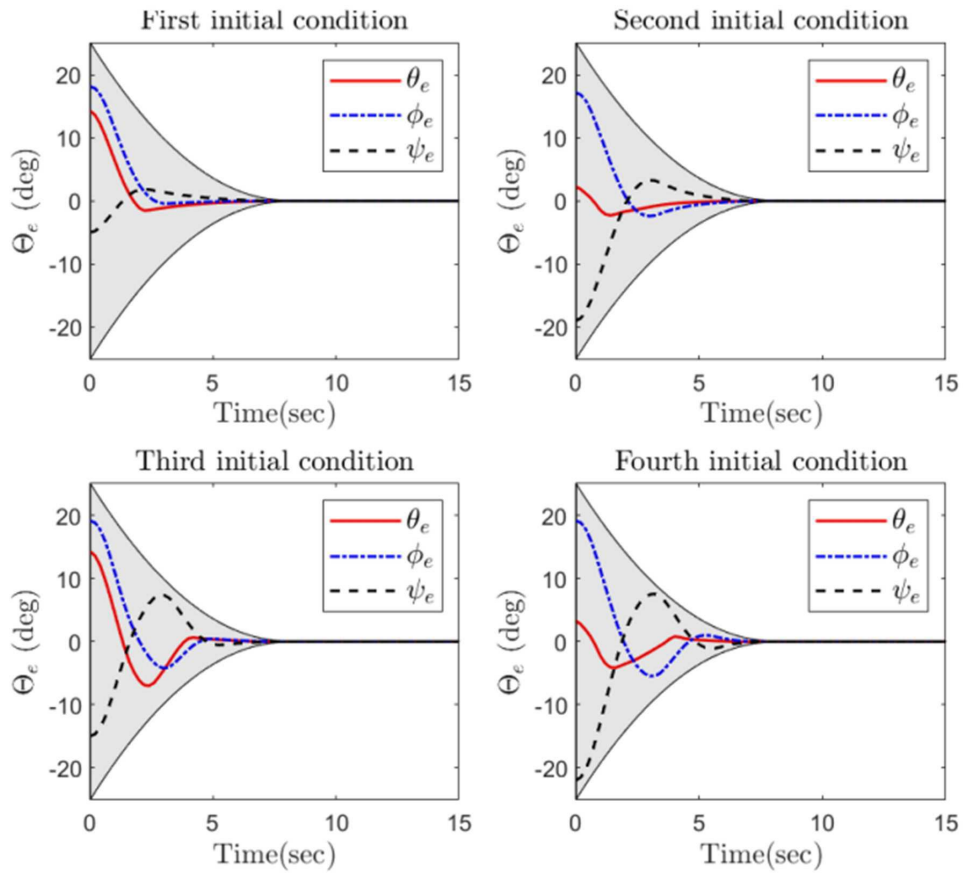 First initial condition
Θₑ (deg)
20
10
0
-10
-20
θₑ
ϕₑ
ψₑ
0 5 10 15
Time(sec)
Second initial condition
Θₑ (deg)
20
10
0
-10
-20
θₑ
ϕₑ
ψₑ
0 5 10 15
Time(sec)
Third initial condition
Θₑ (deg)
20
10
0
-10
-20
θₑ
ϕₑ
ψₑ
0 5 10 15
Time(sec)
Fourth initial condition
Θₑ (deg)
20
10
0
-10
-20
θₑ
ϕₑ
ψₑ
0 5 10 15
Time(sec)